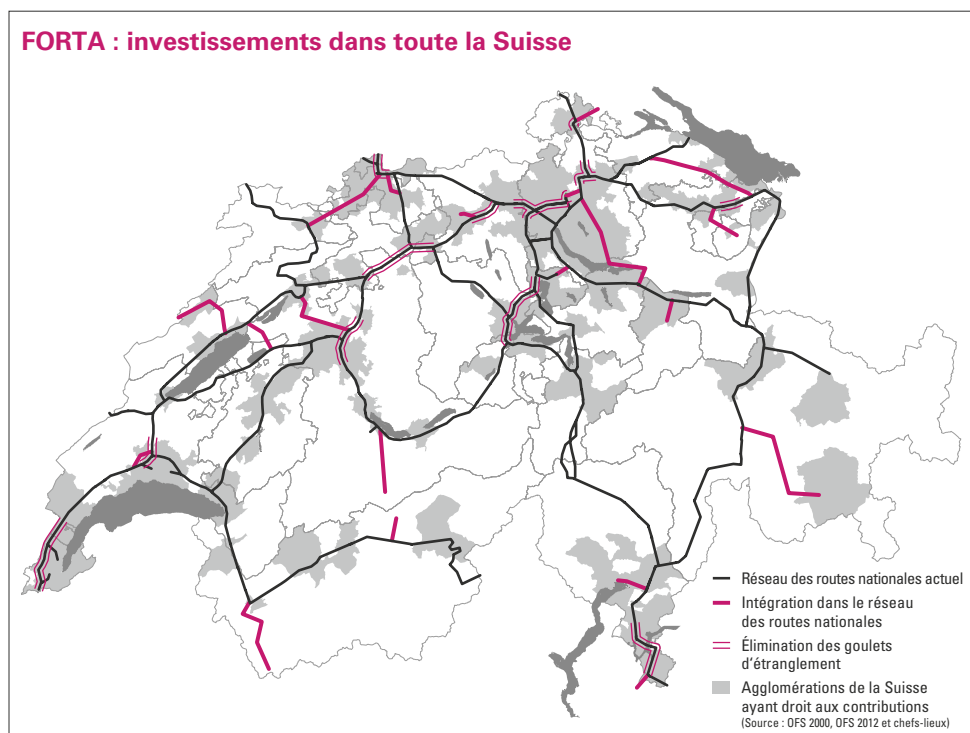 FORTA : investissements dans toute la Suisse
Réseau des routes nationales actuel
Intégration dans le réseau
des routes nationales
Élimination des goulets
d'étranglement
Agglomérations de la Suisse
ayant droit aux contributions
(Source : OFS 2000, OFS 2012 et chefs-lieux)